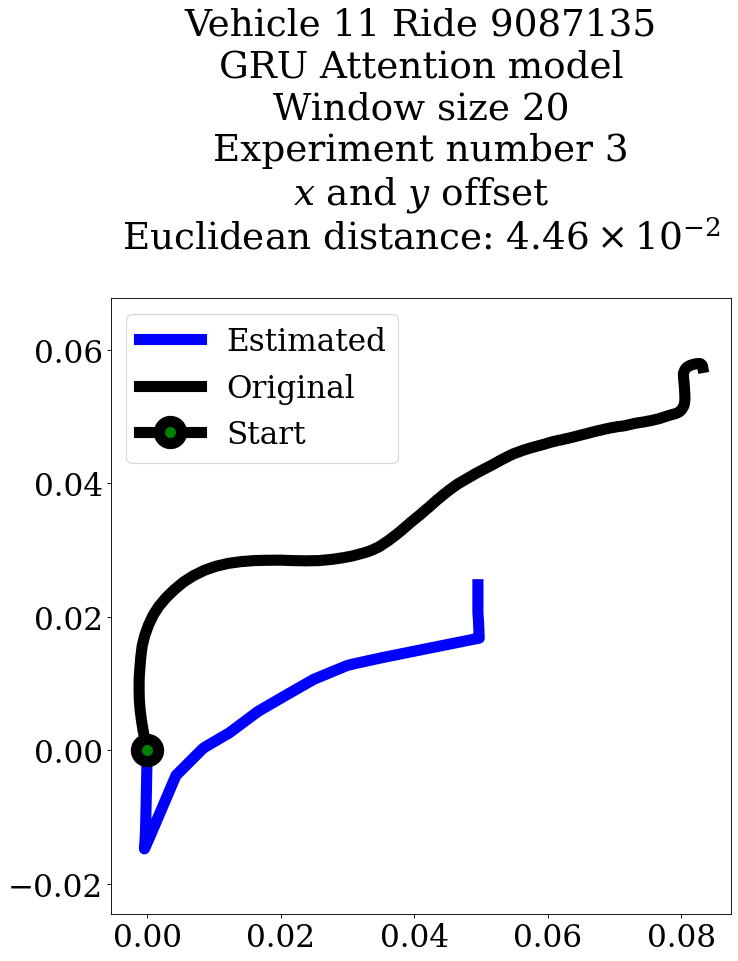 Vehicle 11 Ride 9087135
GRU Attention model
Window size 20
Experiment number 3
x and y offset
Euclidean distance: 4.46 × 10⁻²
Estimated
Original
Start
0.06
0.04
0.02
0.00
−0.02
0.00 0.02 0.04 0.06 0.08